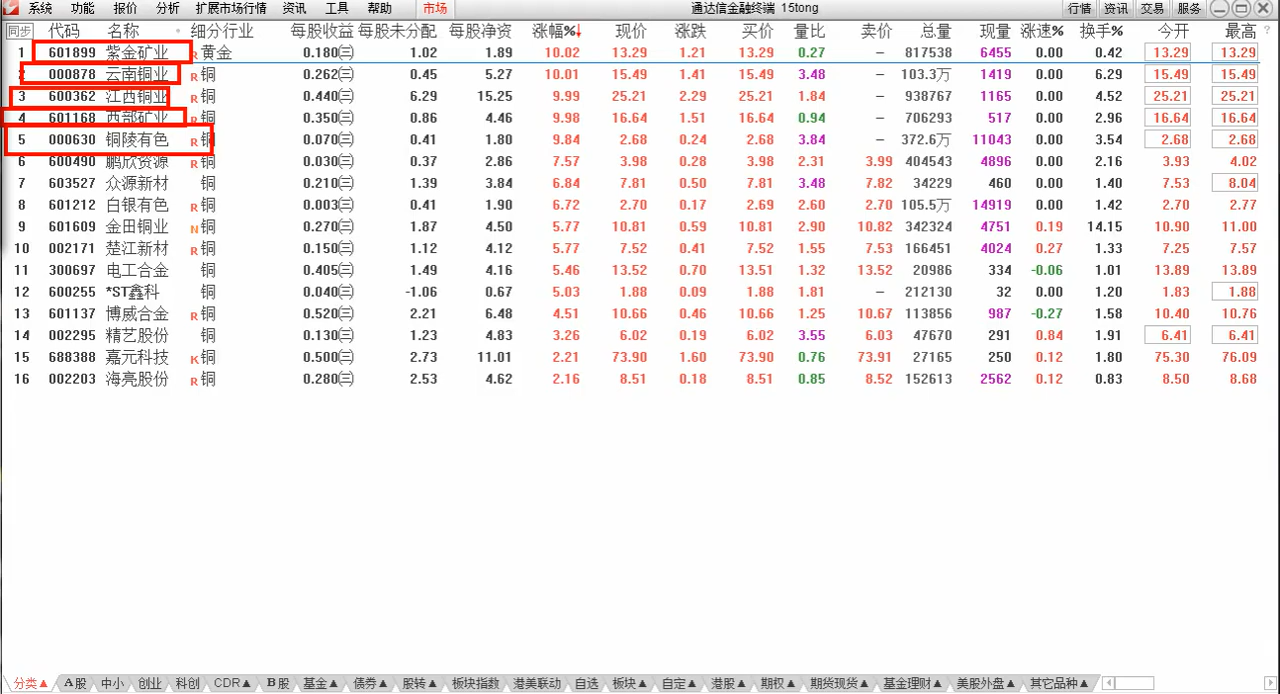 系统 功能 报价 分析 扩展市场行情 资讯 工具 帮助 市场 通达信金融终端 15tong 行情 资讯 交易 服务
同步 代码 名称 细分行业 每股收益 每股未分配 每股净资 涨幅%↓ 现价 涨跌 买价 量比 卖价 总量 现量 涨速% 换手% 今开 最高 ?
1 601899 紫金矿业 R 黄金 0.180㈢ 1.02 1.89 10.02 13.29 1.21 13.29 0.27 – 817538 6455 0.00 0.42 13.29 13.29
2 000878 云南铜业 R 铜 0.262㈢ 0.45 5.27 10.01 15.49 1.41 15.49 3.48 – 103.3万 1419 0.00 6.29 15.49 15.49
3 600362 江西铜业 R 铜 0.440㈢ 6.29 15.25 9.99 25.21 2.29 25.21 1.84 – 938767 1165 0.00 4.52 25.21 25.21
4 601168 西部矿业 R 铜 0.350㈢ 0.86 4.46 9.98 16.64 1.51 16.64 0.94 – 706293 517 0.00 2.96 16.64 16.64
5 000630 铜陵有色 R 铜 0.070㈢ 0.41 1.80 9.84 2.68 0.24 2.68 3.84 – 372.6万 11043 0.00 3.54 2.68 2.68
6 600490 鹏欣资源 R 铜 0.030㈢ 0.37 2.86 7.57 3.98 0.28 3.98 2.31 3.99 404543 4896 0.00 2.16 3.93 4.02
7 603527 众源新材 铜 0.210㈢ 1.39 3.84 6.84 7.81 0.50 7.81 3.48 7.82 34229 460 0.00 1.40 7.53 8.04
8 601212 白银有色 R 铜 0.003㈢ 0.41 1.90 6.72 2.70 0.17 2.69 2.60 2.70 105.5万 14919 0.00 1.42 2.69 2.77
9 601609 金田铜业 N 铜 0.270㈢ 1.87 4.50 5.77 10.81 0.59 10.81 2.90 10.82 342324 4751 0.19 14.15 10.90 11.00
10 002171 楚江新材 R 铜 0.150㈢ 1.12 4.12 5.77 7.52 0.41 7.52 1.55 7.53 166451 4024 0.27 1.33 7.25 7.57
11 300697 电工合金 铜 0.405㈢ 1.49 4.16 5.46 13.52 0.70 13.51 1.32 13.52 20986 334 -0.06 1.01 13.89 13.89
12 600255 *ST鑫科 铜 0.040㈢ -1.06 0.67 5.03 1.88 0.09 1.88 1.81 – 212130 32 0.00 1.20 1.83 1.88
13 601137 博威合金 R 铜 0.520㈢ 2.21 6.48 4.51 10.66 0.46 10.66 1.25 10.67 113856 987 -0.27 1.58 10.40 10.76
14 002295 精艺股份 铜 0.130㈢ 1.23 4.83 3.26 6.02 0.19 6.02 3.55 6.03 47670 291 0.84 1.91 6.41 6.41
15 688388 嘉元科技 K 铜 0.500㈢ 2.73 11.01 2.21 73.90 1.60 73.90 0.76 73.91 27165 250 0.12 1.80 75.30 76.09
16 002203 海亮股份 R 铜 0.280㈢ 2.53 4.62 2.16 8.51 0.18 8.51 0.85 8.52 152613 2562 0.12 0.83 8.50 8.68
分类▲ A股 中小 创业 科创 CDR▲ B股 基金▲ 债券▲ 股转▲ 板块指数 港美联动 自选 板块▲ 自定▲ 港股▲ 期权▲ 期货现货▲ 基金理财▲ 美股外盘▲ 其它品种▲